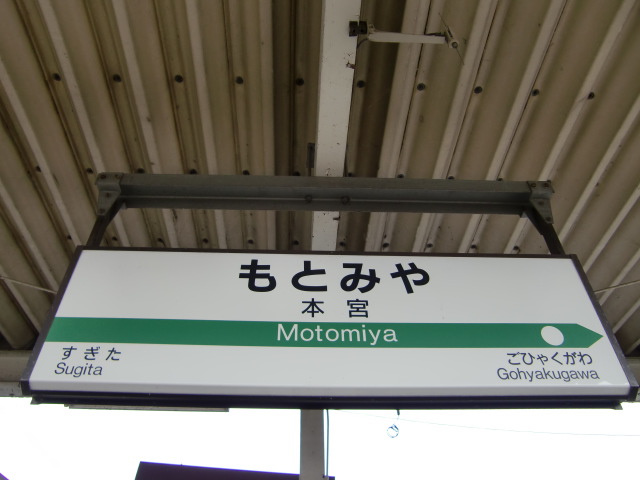 もとみや
本宮
Motomiya
すぎた
Sugita
ごひゃくがわ
Gohyakugawa